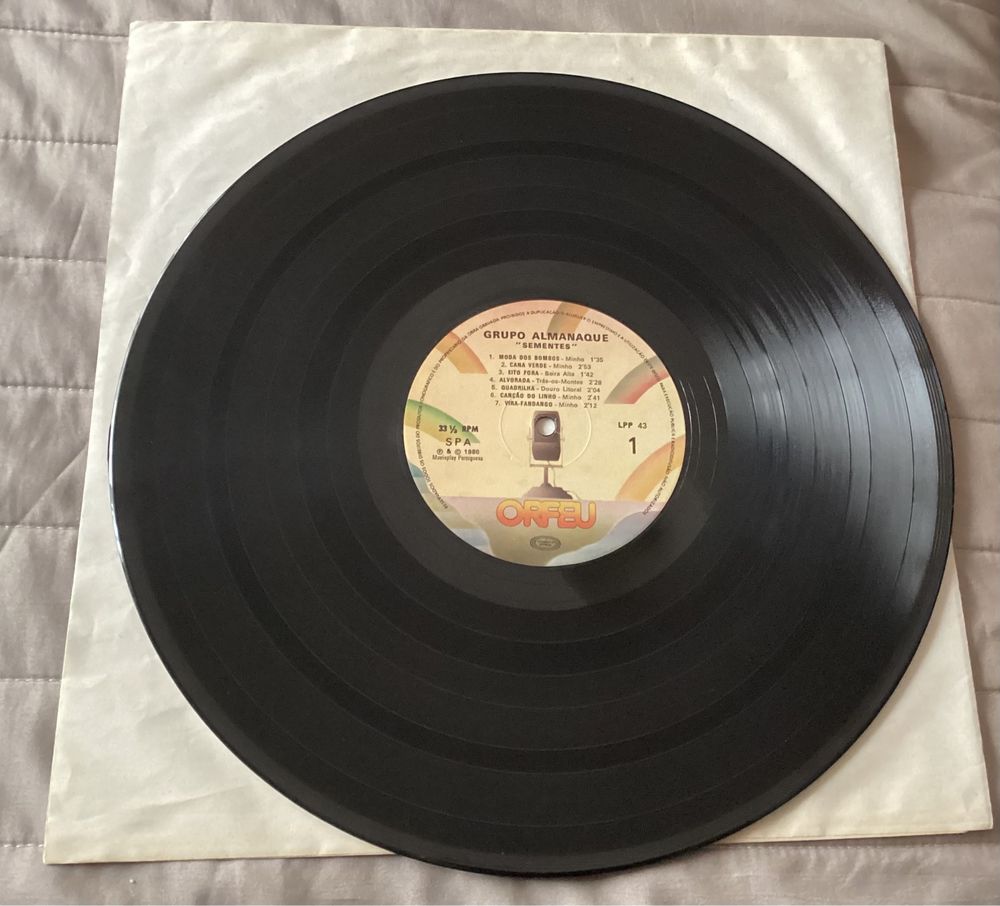 GRUPO ALMANAQUE
"SEMENTES"
1. MODA DOS BOMBOS - Minho 1'35
2. CANA VERDE - Minho 2'53
3. EITO FORA - Beira Alta 1'42
4. ALVORADA - Trás-os-Montes 2'28
5. QUADRILHA - Douro Litoral 2'04
6. CANÇÃO DO LINHO - Minho 2'41
7. VIRA-FANDANGO - Minho 2'12
33 ⅓ RPM
SPA
Ⓟ & © 1980
LPP 43
1
ORFEU